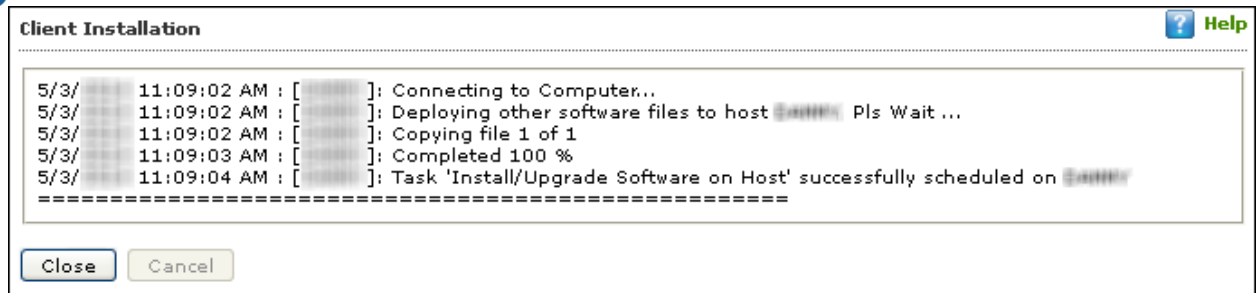 Client Installation
? Help
5/3/ 11:09:02 AM : [ ]: Connecting to Computer...
5/3/ 11:09:02 AM : [ ]: Deploying other software files to host Pls Wait ...
5/3/ 11:09:02 AM : [ ]: Copying file 1 of 1
5/3/ 11:09:03 AM : [ ]: Completed 100 %
5/3/ 11:09:04 AM : [ ]: Task 'Install/Upgrade Software on Host' successfully scheduled on
====================================================
Close Cancel